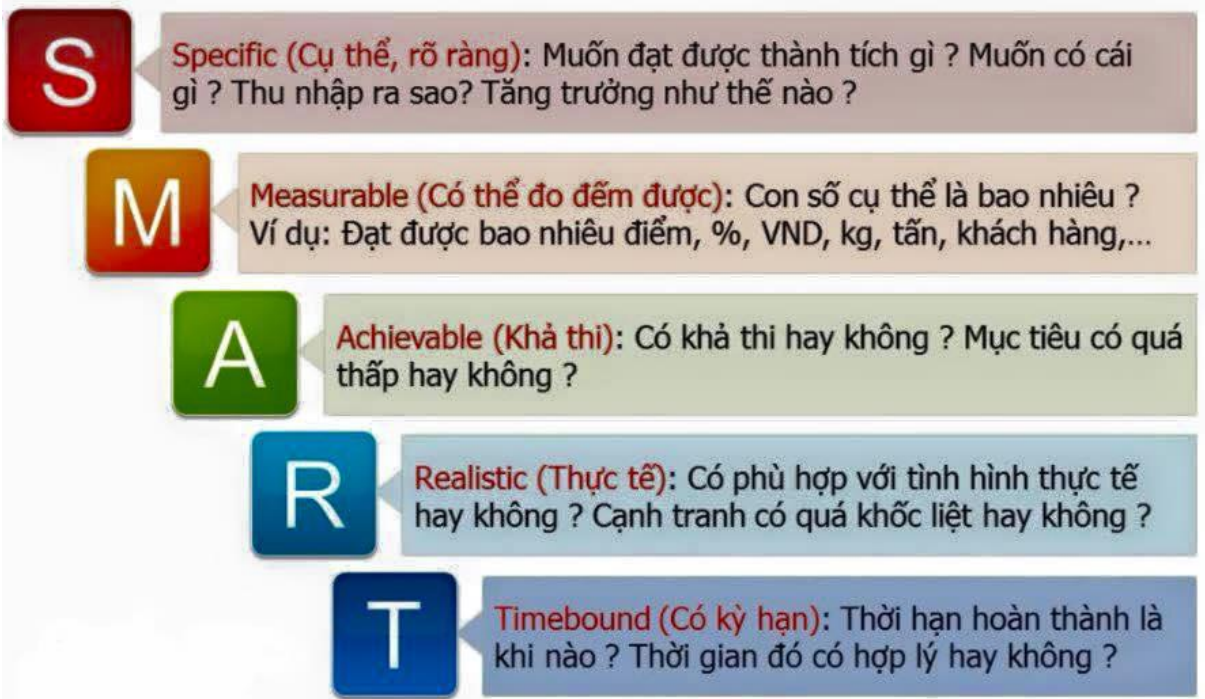 S
Specific (Cụ thể, rõ ràng): Muốn đạt được thành tích gì ? Muốn có cái
gì ? Thu nhập ra sao? Tăng trưởng như thế nào ?
M
Measurable (Có thể đo đếm được): Con số cụ thể là bao nhiêu ?
Ví dụ: Đạt được bao nhiêu điểm, %, VND, kg, tấn, khách hàng,...
A
Achievable (Khả thi): Có khả thi hay không ? Mục tiêu có quá
thấp hay không ?
R
Realistic (Thực tế): Có phù hợp với tình hình thực tế
hay không ? Cạnh tranh có quá khốc liệt hay không ?
T
Timebound (Có kỳ hạn): Thời hạn hoàn thành là
khi nào ? Thời gian đó có hợp lý hay không ?